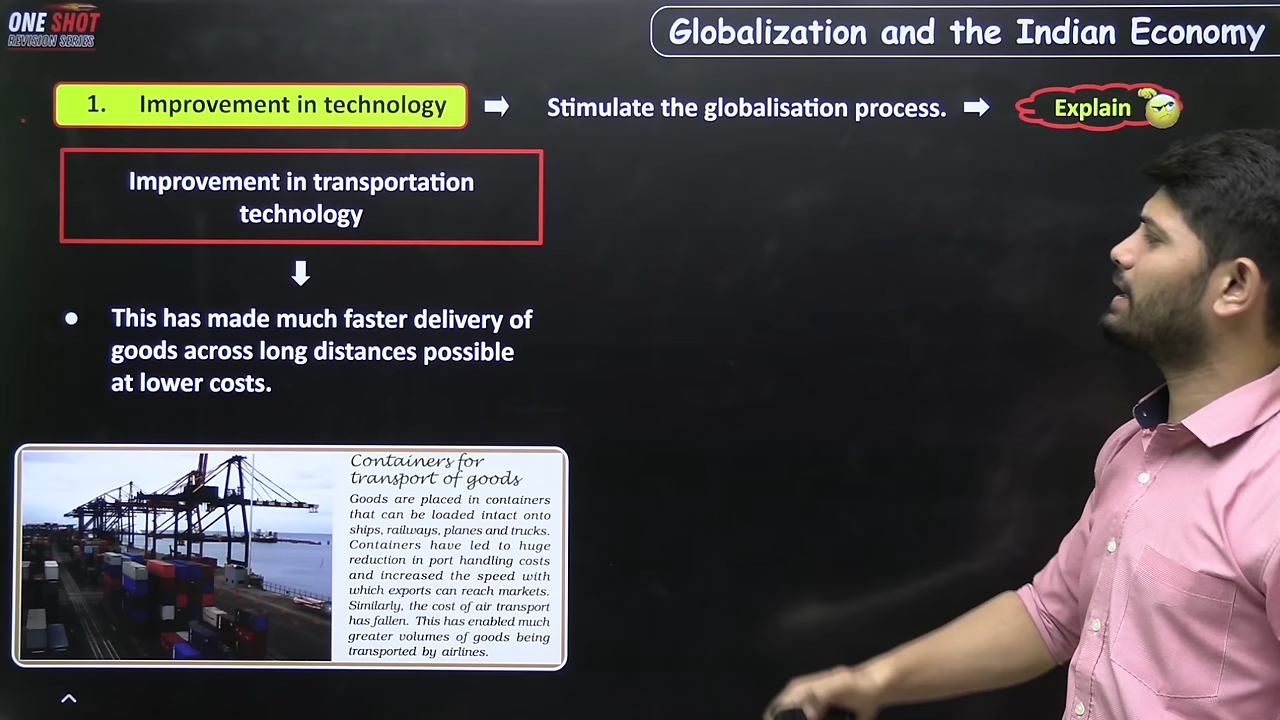 ONE SHOT
REVISION SERIES
Globalization and the Indian Economy
1. Improvement in technology
Stimulate the globalisation process.
Explain
Improvement in transportation
technology
● This has made much faster delivery of
goods across long distances possible
at lower costs.
Containers for
transport of goods
Goods are placed in containers
that can be loaded intact onto
ships, railways, planes and trucks.
Containers have led to huge
reduction in port handling costs
and increased the speed with
which exports can reach markets.
Similarly, the cost of air transport
has fallen. This has enabled much
greater volumes of goods being
transported by airlines.